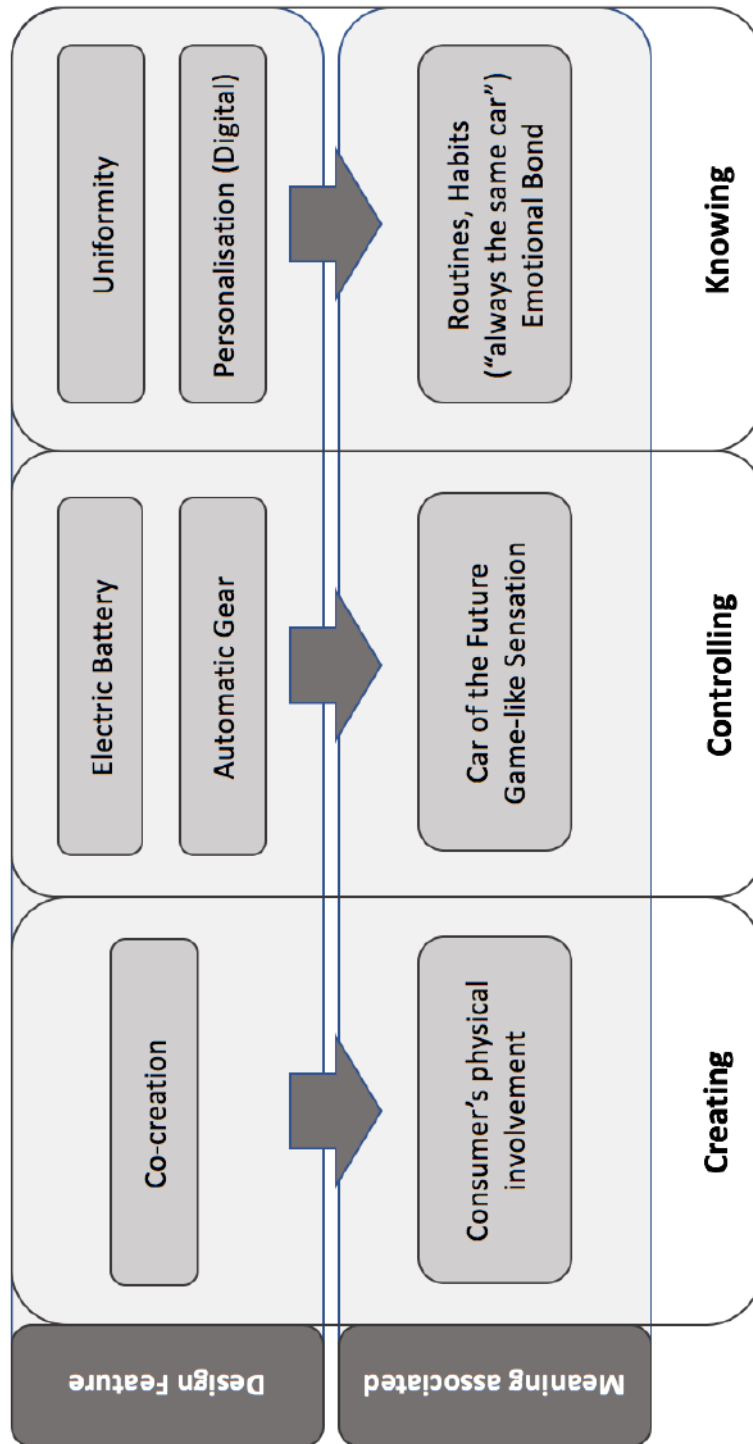 Design Feature
Co-creation
Electric Battery
Automatic Gear
Uniformity
Personalisation (Digital)
Meaning associated
Consumer’s physical
involvement
Car of the Future
Game-like Sensation
Routines, Habits
(“always the same car”)
Emotional Bond
Creating
Controlling
Knowing